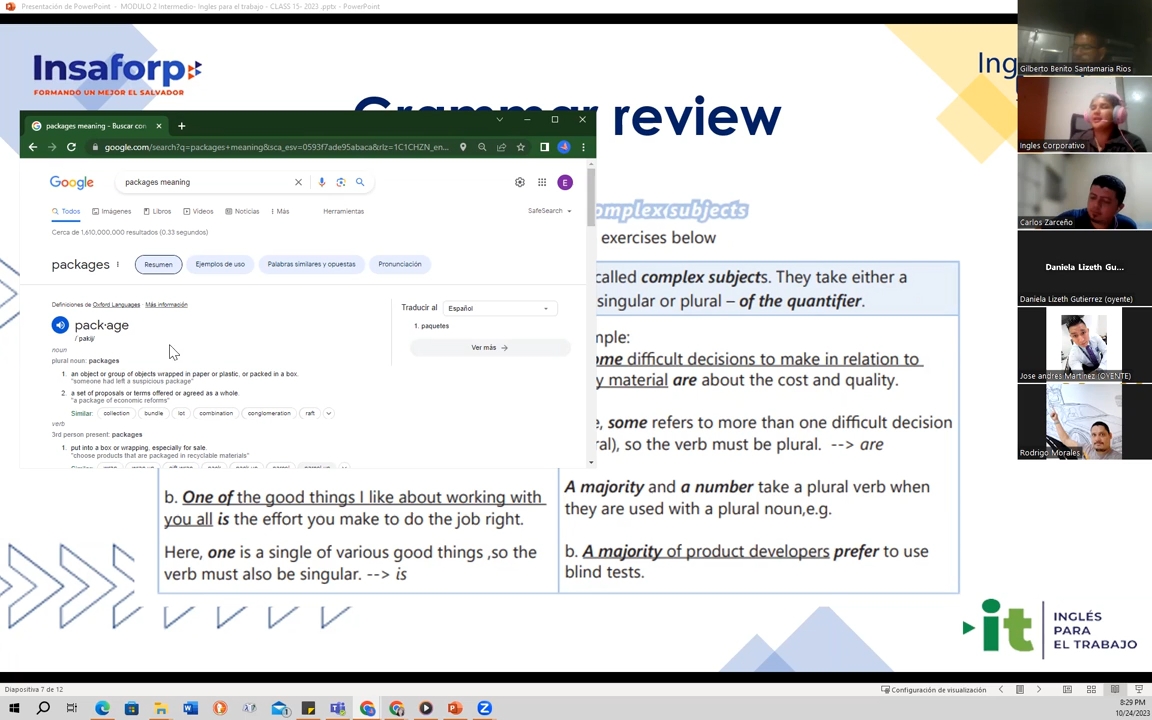 Presentación de PowerPoint - MODULO 2 Intermedio- Ingles para el trabajo - CLASS 15- 2023 .pptx - PowerPoint
Insaforp
FORMANDO UN MEJOR EL SALVADOR
Ing
Grammar review
packages meaning - Buscar con
google.com/search?q=packages+meaning&sca_esv=0593f7ade95abaca&rlz=1C1CHZN_en...
Google
packages meaning
E
Todos
Imágenes
Libros
Videos
Noticias
Más
Herramientas
SafeSearch
Cerca de 1,610,000,000 resultados (0.33 segundos)
packages
Resumen
Ejemplos de uso
Palabras similares y opuestas
Pronunciación
Definiciones de Oxford Languages · Más información
pack·age
/ˈpakij/
noun
plural noun: packages
1. an object or group of objects wrapped in paper or plastic, or packed in a box.
"someone had left a suspicious package"
2. a set of proposals or terms offered or agreed as a whole.
"a package of economic reforms"
Similar:
collection
bundle
lot
combination
conglomeration
raft
verb
3rd person present: packages
1. put into a box or wrapping, especially for sale.
"choose products that are packaged in recyclable materials"
Traducir al
Español
1. paquetes
Ver más
omplex subjects
exercises below
called complex subjects. They take either a
singular or plural – of the quantifier.
mple:
ome difficult decisions to make in relation to
y material are about the cost and quality.
e, some refers to more than one difficult decision
ral), so the verb must be plural. --> are
b. One of the good things I like about working with
you all is the effort you make to do the job right.
Here, one is a single of various good things ,so the
verb must also be singular. --> is
A majority and a number take a plural verb when
they are used with a plural noun,e.g.
b. A majority of product developers prefer to use
blind tests.
it
INGLÉS
PARA
EL TRABAJO
Gilberto Benito Santamaria Rios
Ingles Corporativo
Carlos Zarceño
Daniela Lizeth Gu...
Daniela Lizeth Gutierrez (oyente)
Jose andres Martinez (OYENTE)
Rodrigo Morales
Diapositiva 7 de 12
Configuración de visualización
8:29 PM
10/24/2023